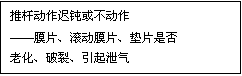 推杆动作迟钝或不动作
——膜片、滚动膜片、垫片是否
老化、破裂、引起泄气